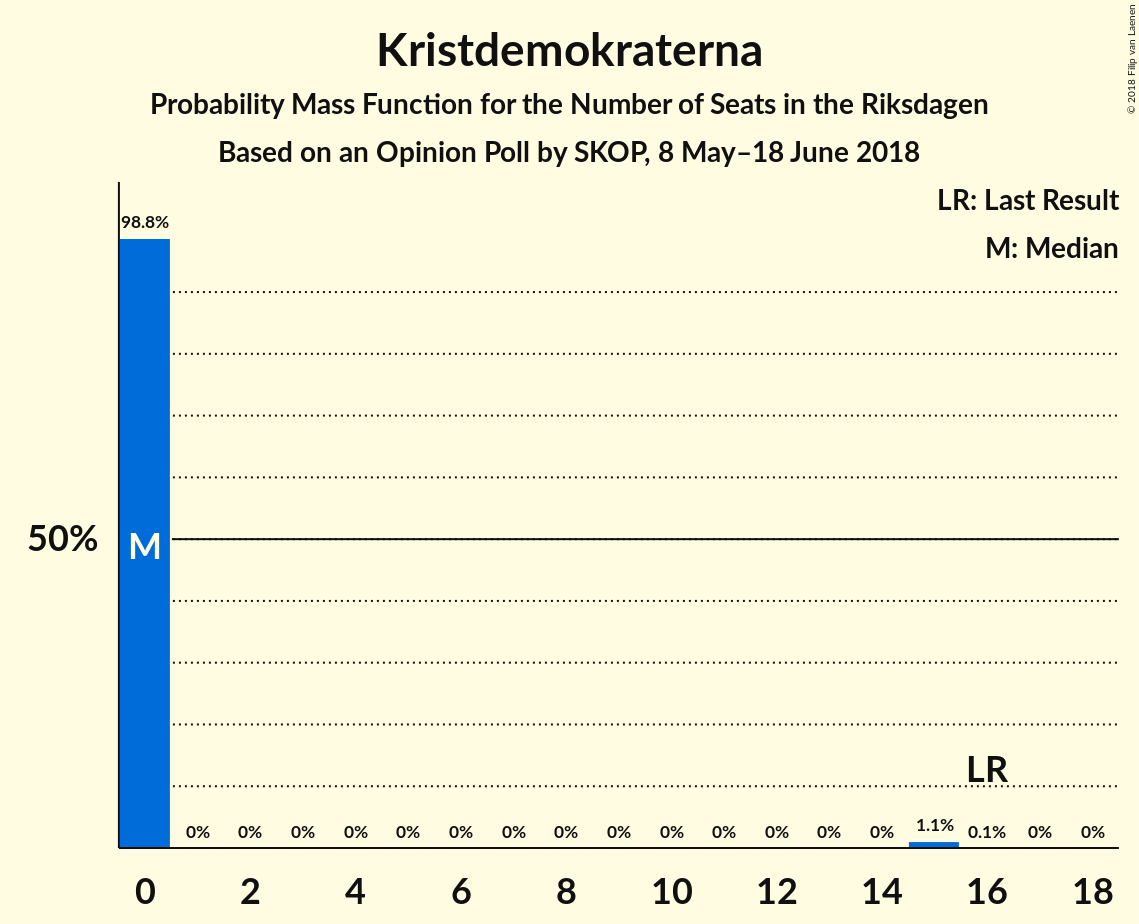 Kristdemokraterna
Probability Mass Function for the Number of Seats in the Riksdagen
Based on an Opinion Poll by SKOP, 8 May–18 June 2018
© 2018 Filip van Laenen
LR: Last Result
M: Median
98.8%
50%
M
LR
0% 0% 0% 0% 0% 0% 0% 0% 0% 0% 0% 0% 0% 0% 1.1% 0.1% 0% 0%
0 2 4 6 8 10 12 14 16 18